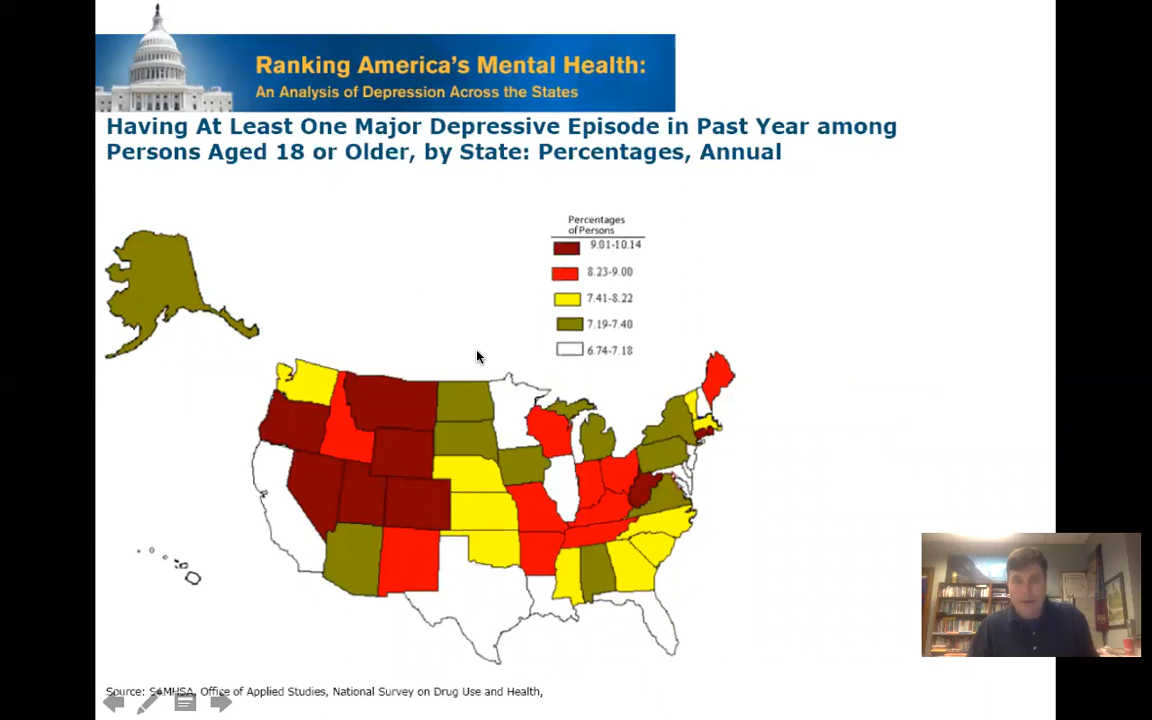 Ranking America's Mental Health:
An Analysis of Depression Across the States
Having At Least One Major Depressive Episode in Past Year among
Persons Aged 18 or Older, by State: Percentages, Annual
Percentages
of Persons
9.01-10.14
8.23-9.00
7.41-8.22
7.19-7.40
6.74-7.18
Source: SAMHSA, Office of Applied Studies, National Survey on Drug Use and Health,